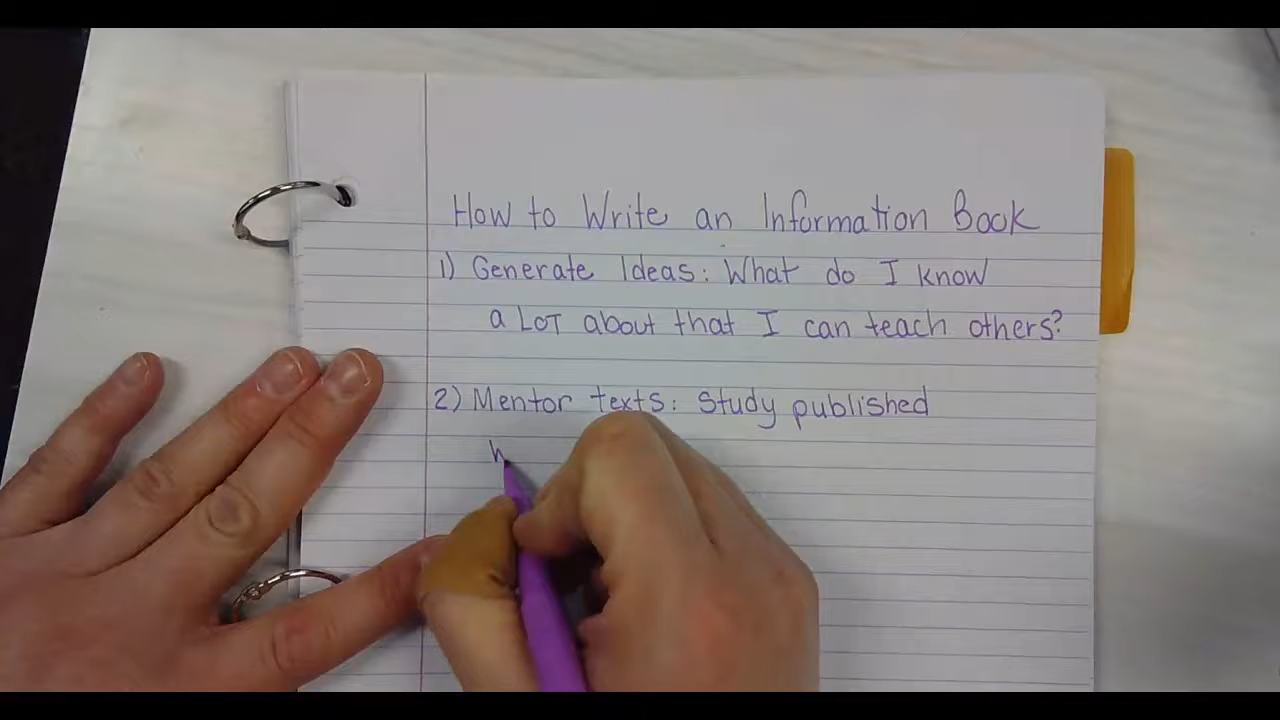 How to Write an Information Book
1) Generate Ideas: What do I know
a LOT about that I can teach others?
2) Mentor texts: Study published